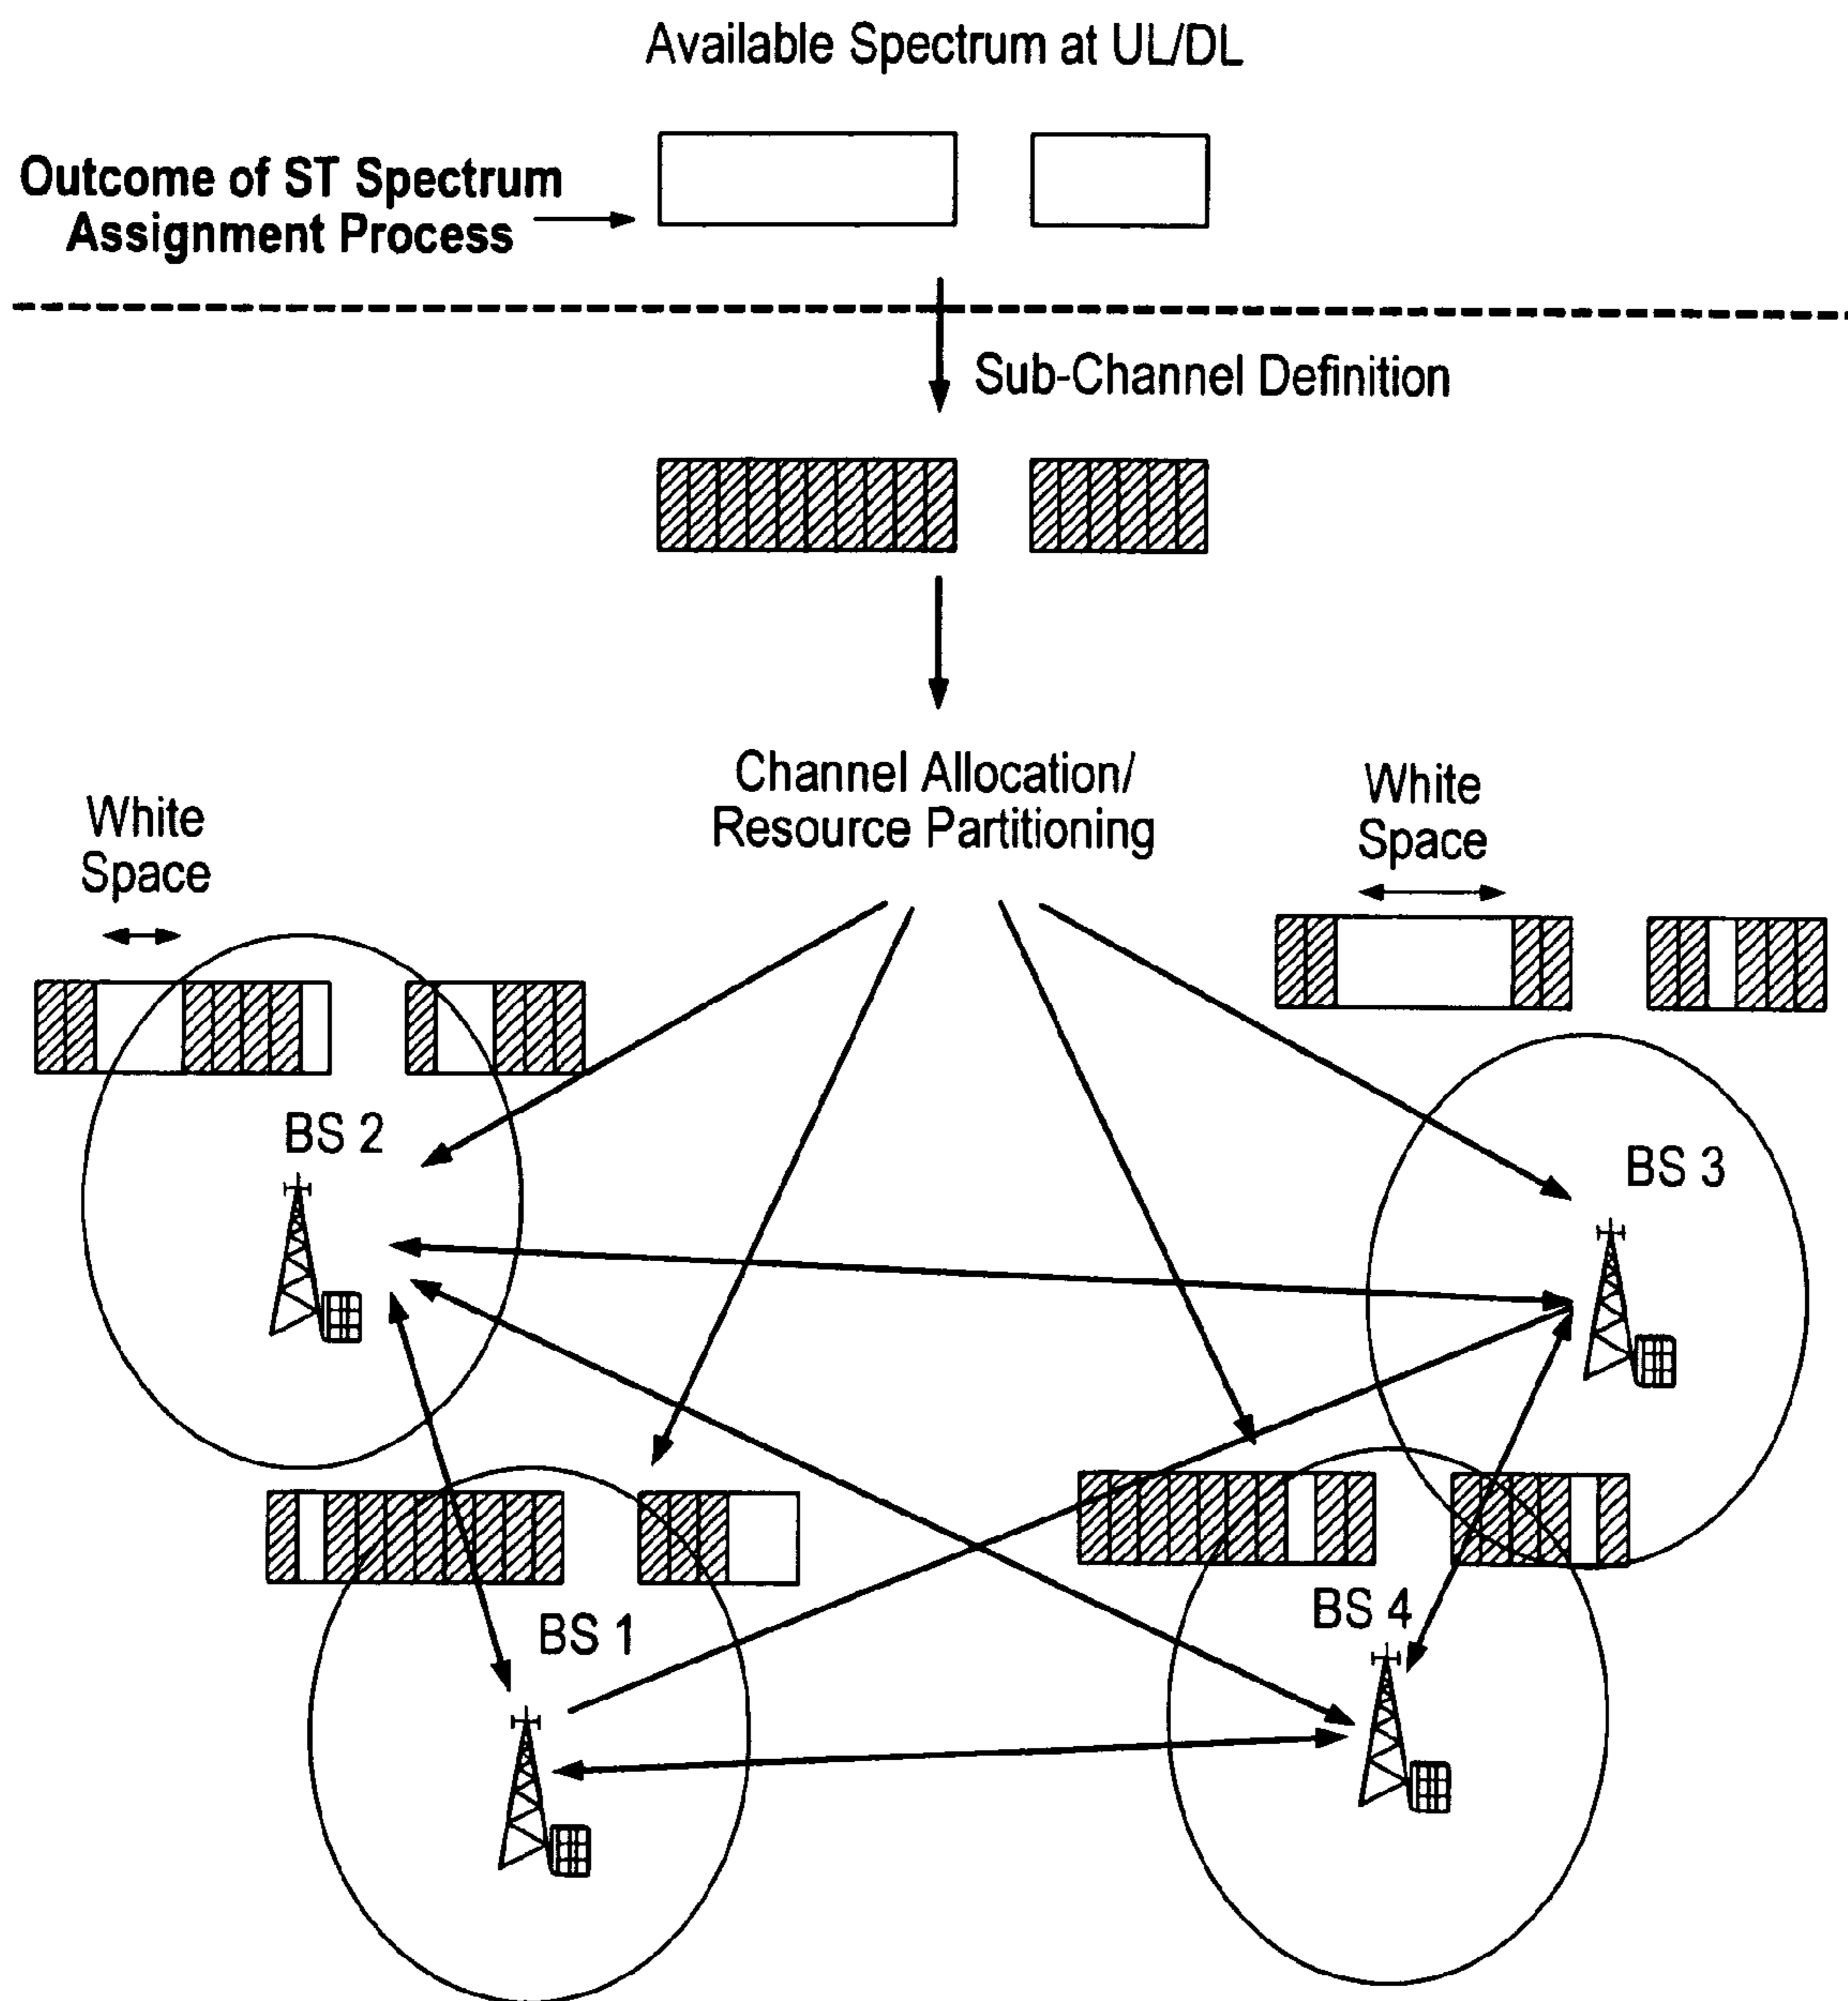 Available Spectrum at UL/DL
Outcome of ST Spectrum
Assignment Process
Sub-Channel Definition
Channel Allocation/
Resource Partitioning
White
Space
White
Space
BS 2
BS 3
BS 1
BS 4